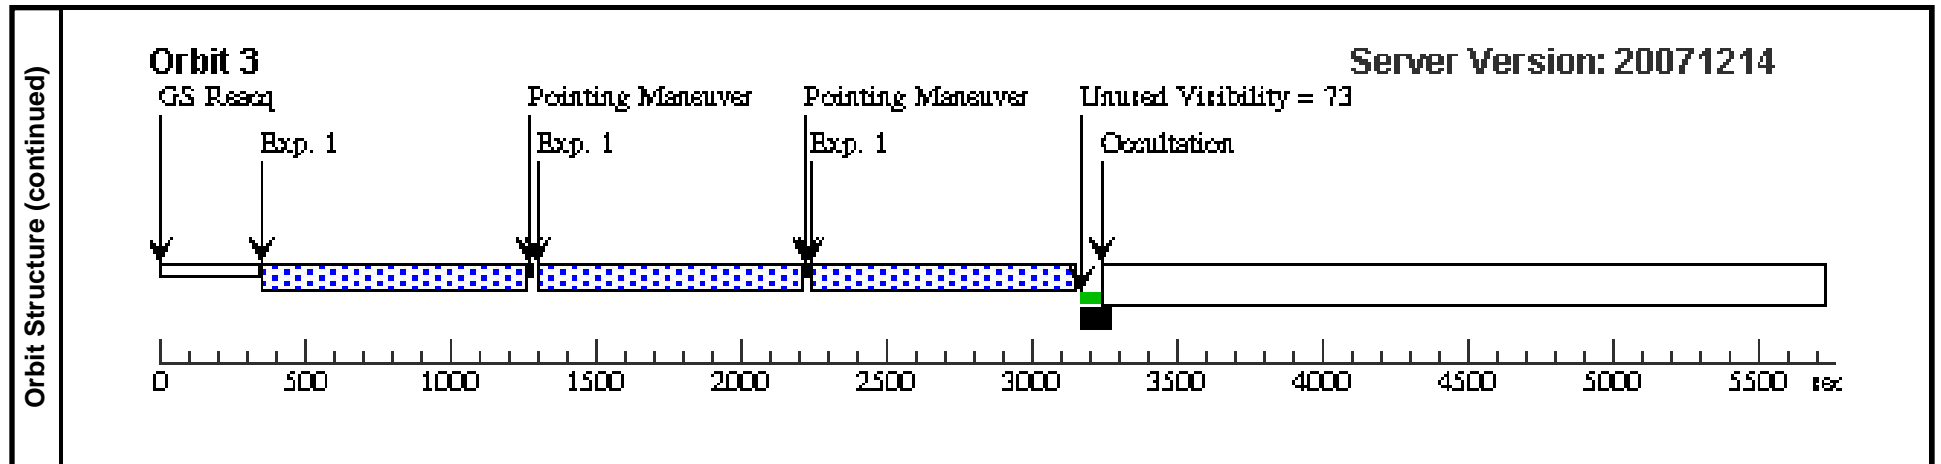 Orbit Structure (continued)
Orbit 3
Server Version: 20071214
GS Reacq
Pointing Maneuver
Pointing Maneuver
Unused Visibility = 73
Exp. 1
Exp. 1
Exp. 1
Occultation
0 500 1000 1500 2000 2500 3000 3500 4000 4500 5000 5500 sec